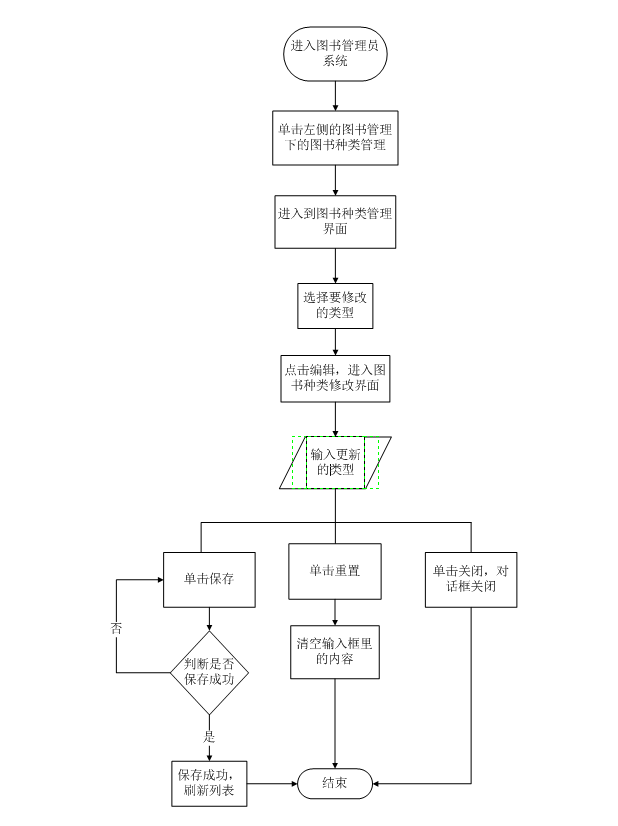 进入图书管理员
系统
单击左侧的图书管理
下的图书种类管理
进入到图书种类管理
界面
选择要修改
的类型
点击编辑，进入图
书种类修改界面
输入更新
的类型
单击保存
单击重置
单击关闭，对
话框关闭
否
清空输入框里
的内容
判断是否
保存成功
是
保存成功，
刷新列表
结束